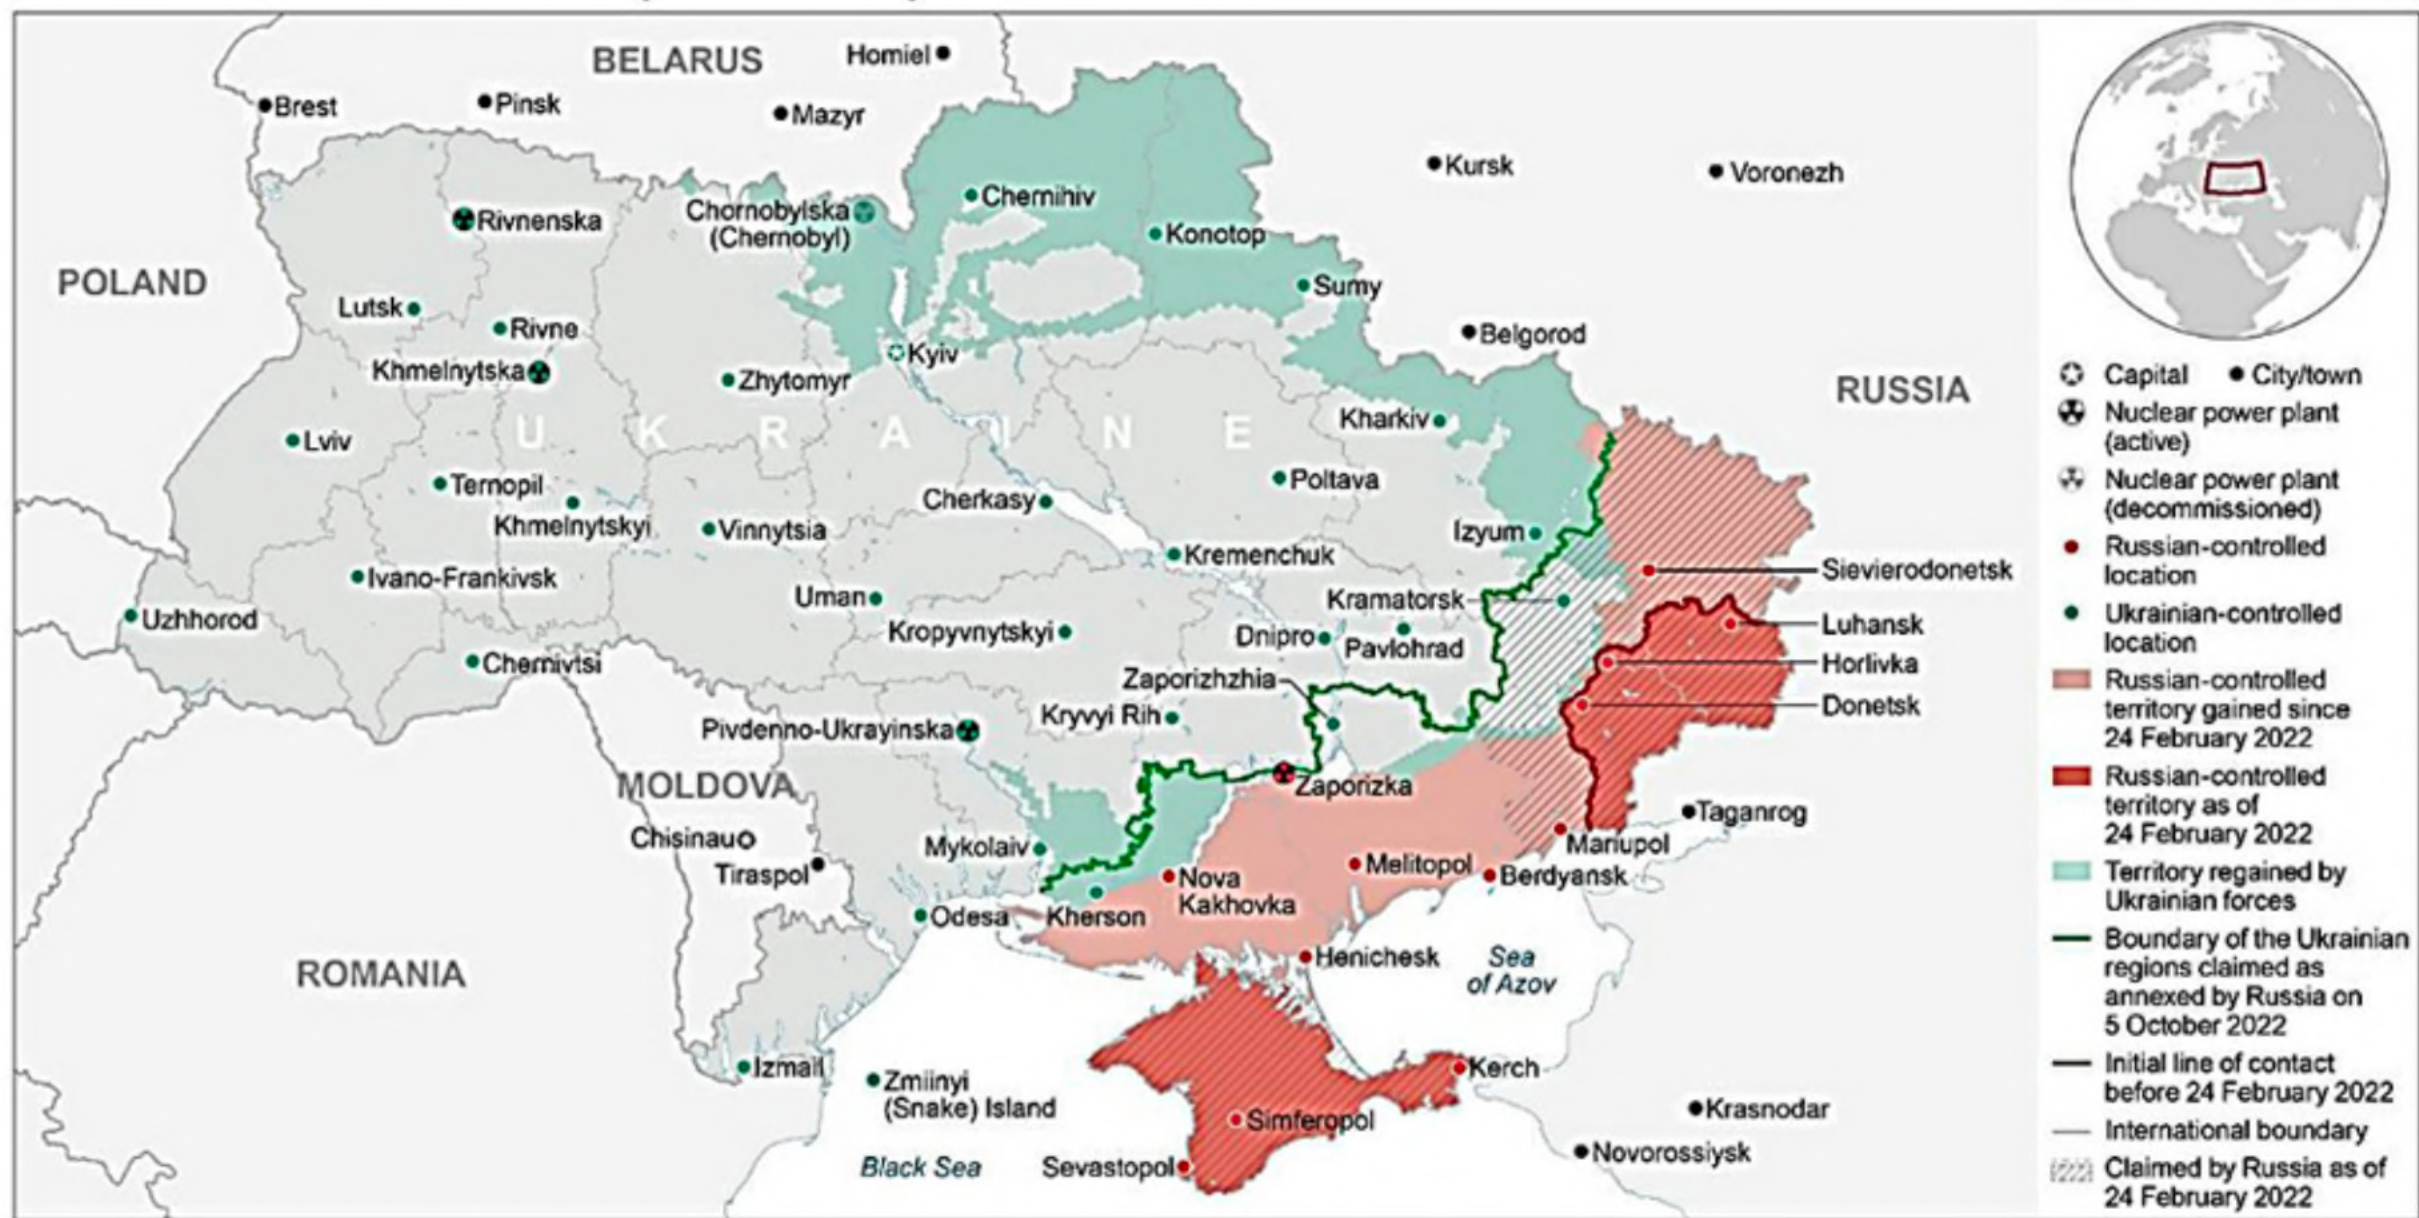 BELARUS
Homiel
Brest
Pinsk
Mazyr
Kursk
Voronezh
Chernihiv
Chornobylska
(Chernobyl)
Rivnenska
Konotop
POLAND
Sumy
Lutsk
Rivne
Belgorod
Kyiv
Khmelnytska
Zhytomyr
RUSSIA
Kharkiv
UKRAINE
Lviv
Ternopil
Poltava
Cherkasy
Khmelnytskyi
Vinnytsia
Izyum
Kremenchuk
Ivano-Frankivsk
Sievierodonetsk
Uman
Kramatorsk
Uzhhorod
Kropyvnytskyi
Dnipro
Pavlohrad
Luhansk
Chernivtsi
Horlivka
Zaporizhzhia
Donetsk
Kryvyi Rih
Pivdenno-Ukrayinska
MOLDOVA
Zaporizka
Taganrog
Chisinau
Mykolaiv
Mariupol
Tiraspol
Melitopol
Berdyansk
Nova
Kakhovka
Odesa
Kherson
Henichesk
Sea
of Azov
ROMANIA
Izmail
Kerch
Zmiinyi
(Snake) Island
Krasnodar
Simferopol
Novorossiysk
Black Sea
Sevastopol
Capital
City/town
Nuclear power plant
(active)
Nuclear power plant
(decommissioned)
Russian-controlled
location
Ukrainian-controlled
location
Russian-controlled
territory gained since
24 February 2022
Russian-controlled
territory as of
24 February 2022
Territory regained by
Ukrainian forces
Boundary of the Ukrainian
regions claimed as
annexed by Russia on
5 October 2022
Initial line of contact
before 24 February 2022
International boundary
Claimed by Russia as of
24 February 2022